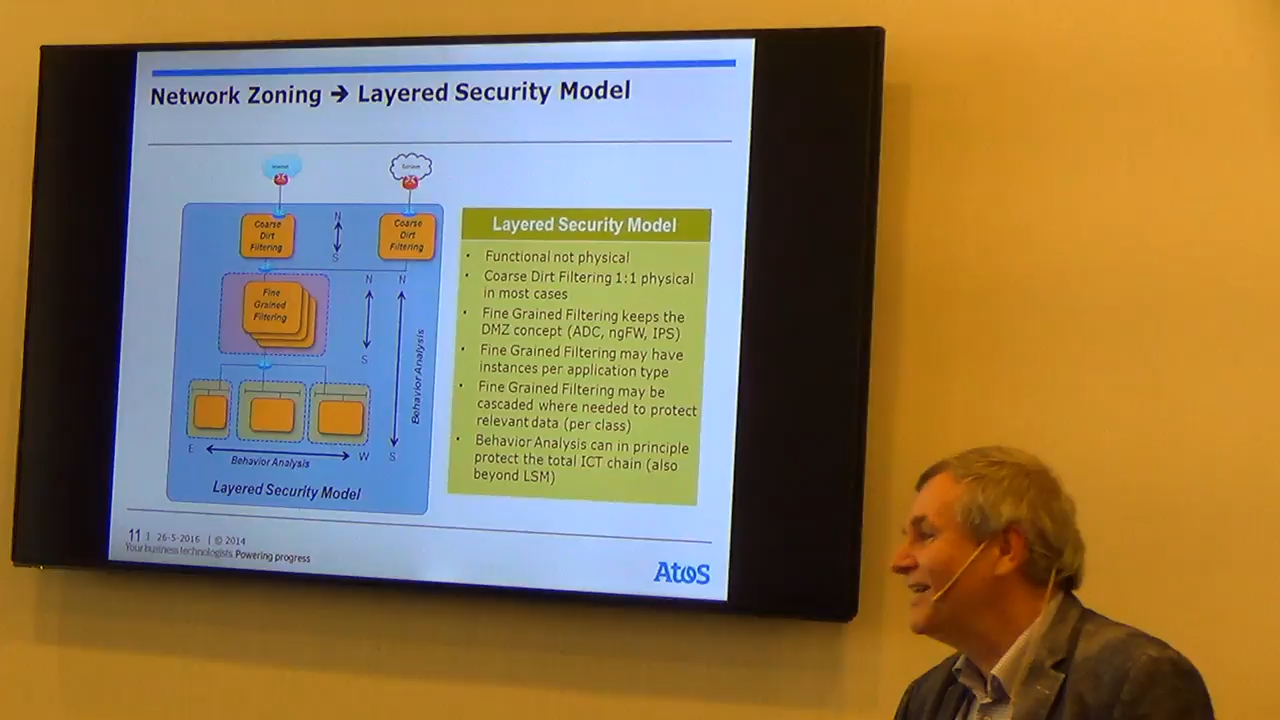 Network Zoning → Layered Security Model
Internet
Coarse
Dirt
Filtering
Coarse
Dirt
Filtering
N
S
N
N
Fine
Grained
Filtering
S
Behavior Analysis
E
W
S
Behavior Analysis
Layered Security Model
Layered Security Model
• Functional not physical
• Coarse Dirt Filtering 1:1 physical
in most cases
• Fine Grained Filtering keeps the
DMZ concept (ADC, ngFW, IPS)
• Fine Grained Filtering may have
instances per application type
• Fine Grained Filtering may be
cascaded where needed to protect
relevant data (per class)
• Behavior Analysis can in principle
protect the total ICT chain (also
beyond LSM)
11 | 26-5-2016 | © 2014
Your business technologists. Powering progress
Atos